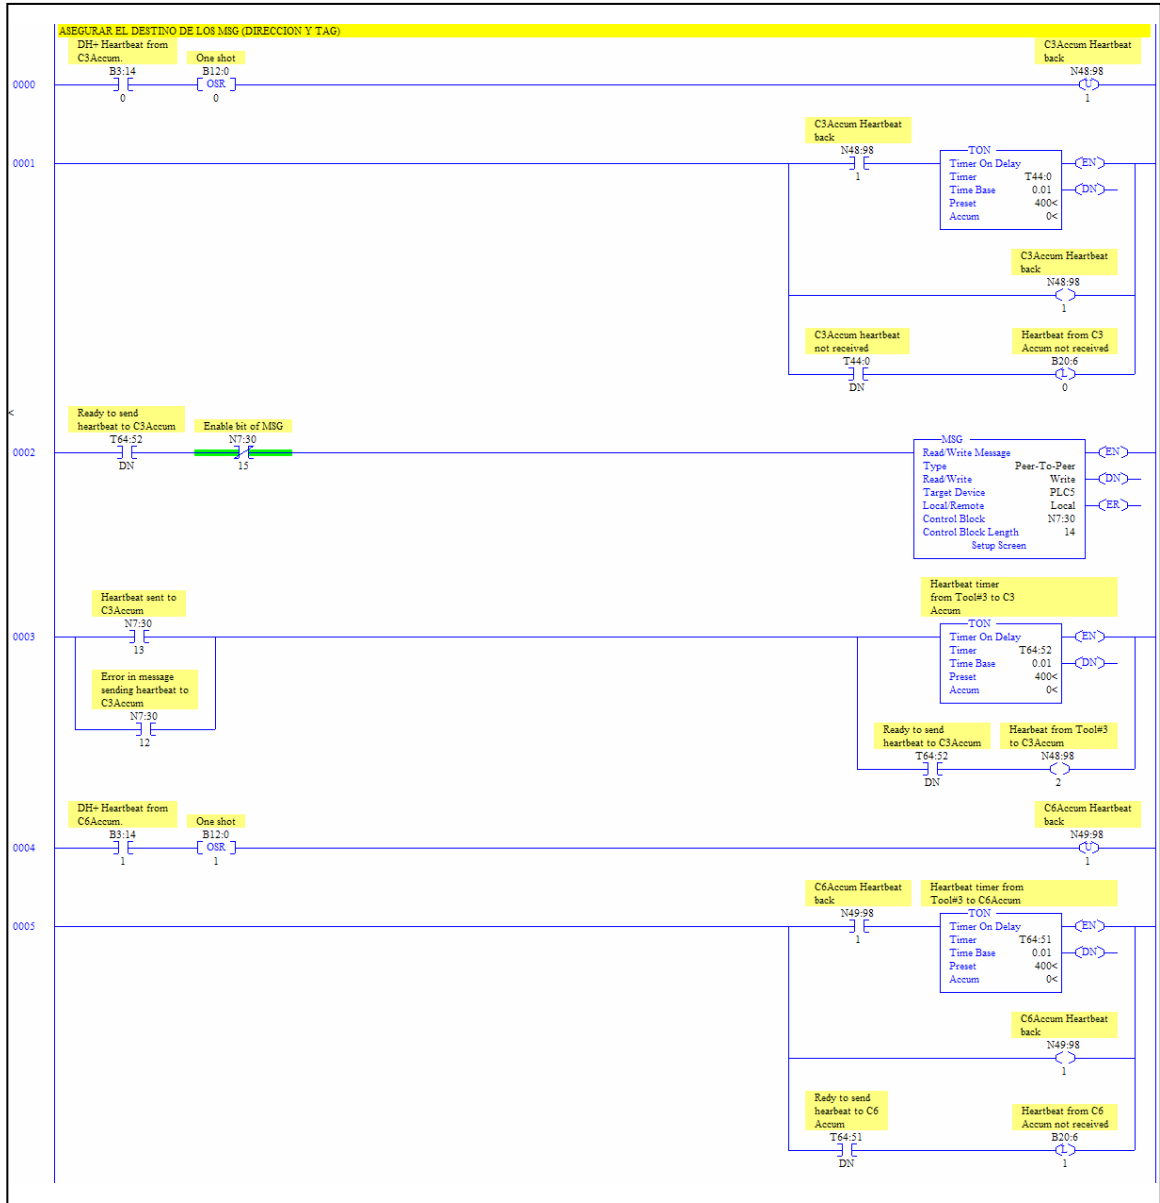 ASEGURAR EL DESTINO DE LOS MSG (DIRECCION Y TAG)
DH+ Heartbeat from
C3Accum.
B3:14
0
One shot
B12:0
OSR
0
C3Accum Heartbeat
back
N48:98
U
1
0000
C3Accum Heartbeat
back
N48:98
1
TON
Timer On Delay
Timer T44:0
Time Base 0.01
Preset 400<
Accum 0<
EN
DN
0001
C3Accum Heartbeat
back
N48:98
1
C3Accum heartbeat
not received
T44:0
DN
Heartbeat from C3
Accum not received
B20:6
L
0
<
Ready to send
heartbeat to C3Accum
T64:52
DN
Enable bit of MSG
N7:30
15
0002
MSG
Read/Write Message
Type Peer-To-Peer
Read/Write Write
Target Device PLC5
Local/Remote Local
Control Block N7:30
Control Block Length 14
Setup Screen
EN
DN
ER
Heartbeat sent to
C3Accum
N7:30
13
0003
Error in message
sending heartbeat to
C3Accum
N7:30
12
Heartbeat timer
from Tool#3 to C3
Accum
TON
Timer On Delay
Timer T64:52
Time Base 0.01
Preset 400<
Accum 0<
EN
DN
Ready to send
heartbeat to C3Accum
T64:52
DN
Hearbeat from Tool#3
to C3Accum
N48:98
2
DH+ Heartbeat from
C6Accum.
B3:14
1
One shot
B12:0
OSR
1
C6Accum Heartbeat
back
N49:98
U
1
0004
C6Accum Heartbeat
back
N49:98
1
Heartbeat timer from
Tool#3 to C6Accum
TON
Timer On Delay
Timer T64:51
Time Base 0.01
Preset 400<
Accum 0<
EN
DN
0005
C6Accum Heartbeat
back
N49:98
1
Redy to send
hearbeat to C6
Accum
T64:51
DN
Heartbeat from C6
Accum not received
B20:6
L
1